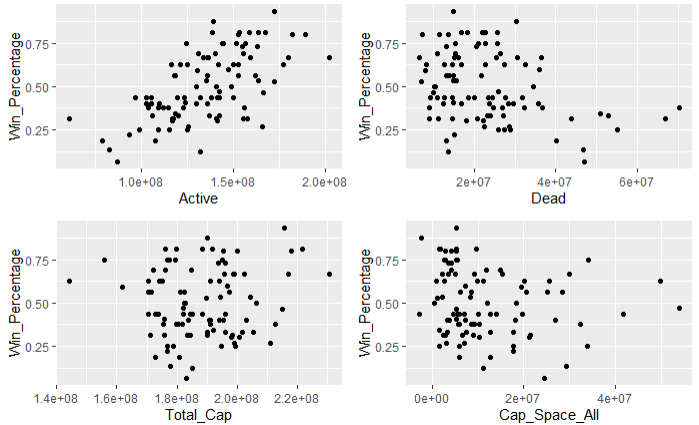 Win_Percentage
0.75
0.50
0.25
1.0e+08 1.5e+08 2.0e+08
Active
Win_Percentage
0.75
0.50
0.25
2e+07 4e+07 6e+07
Dead
Win_Percentage
0.75
0.50
0.25
1.4e+08 1.6e+08 1.8e+08 2.0e+08 2.2e+08
Total_Cap
Win_Percentage
0.75
0.50
0.25
0e+00 2e+07 4e+07
Cap_Space_All